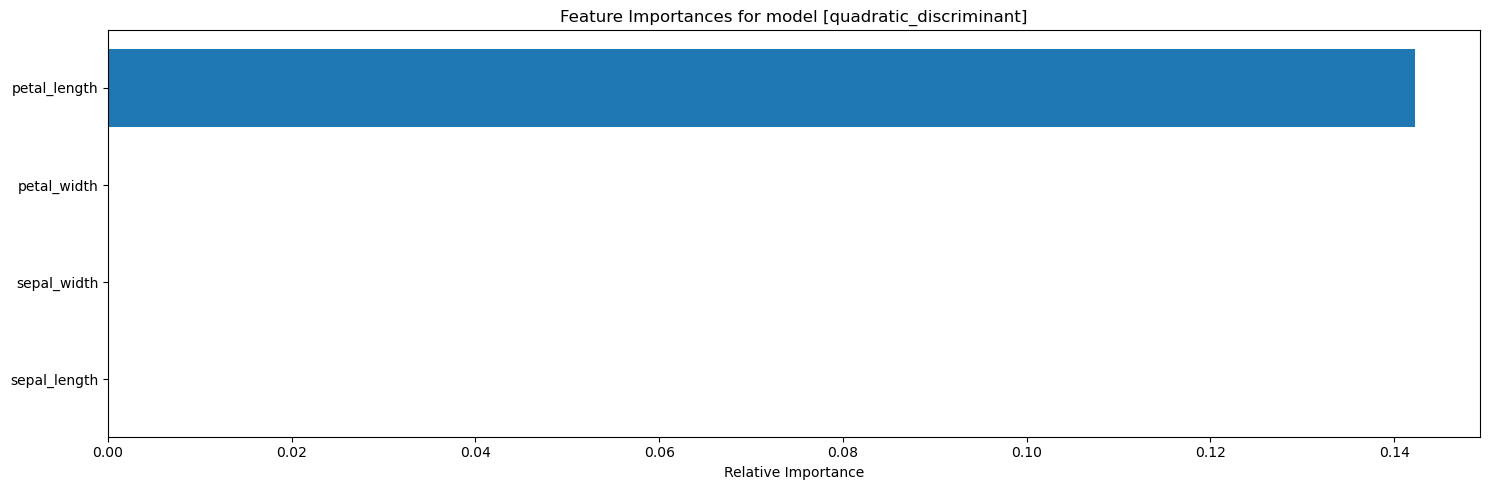 Feature Importances for model [quadratic_discriminant]
petal_length
petal_width
sepal_width
sepal_length
0.00 0.02 0.04 0.06 0.08 0.10 0.12 0.14
Relative Importance